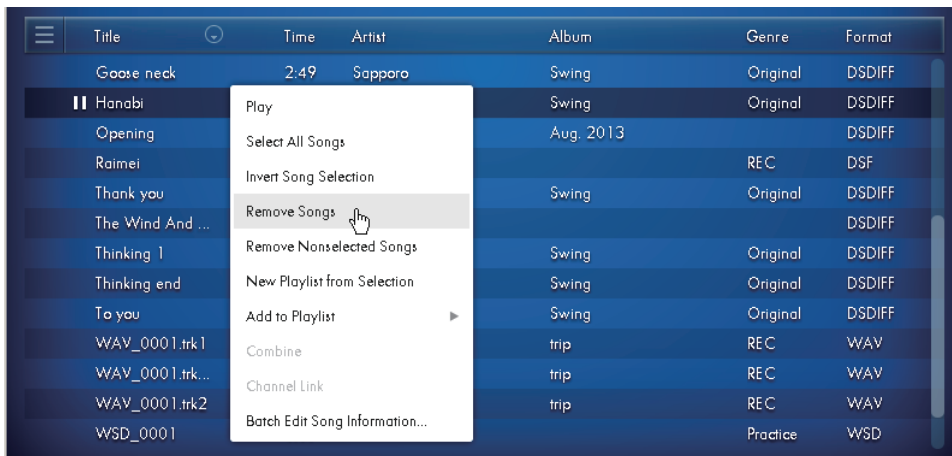 Title Time Artist Album Genre Format
Goose neck 2:49 Sapporo Swing Original DSDIFF
Hanabi Swing Original DSDIFF
Opening Aug. 2013 DSDIFF
Raimei REC DSF
Thank you Swing Original DSDIFF
The Wind And ... DSDIFF
Thinking 1 Swing Original DSDIFF
Thinking end Swing Original DSDIFF
To you Swing Original DSDIFF
WAV_0001.trk1 trip REC WAV
WAV_0001.trk... trip REC WAV
WAV_0001.trk2 trip REC WAV
WSD_0001 Practice WSD
Play
Select All Songs
Invert Song Selection
Remove Songs
Remove Nonselected Songs
New Playlist from Selection
Add to Playlist
Combine
Channel Link
Batch Edit Song Information...